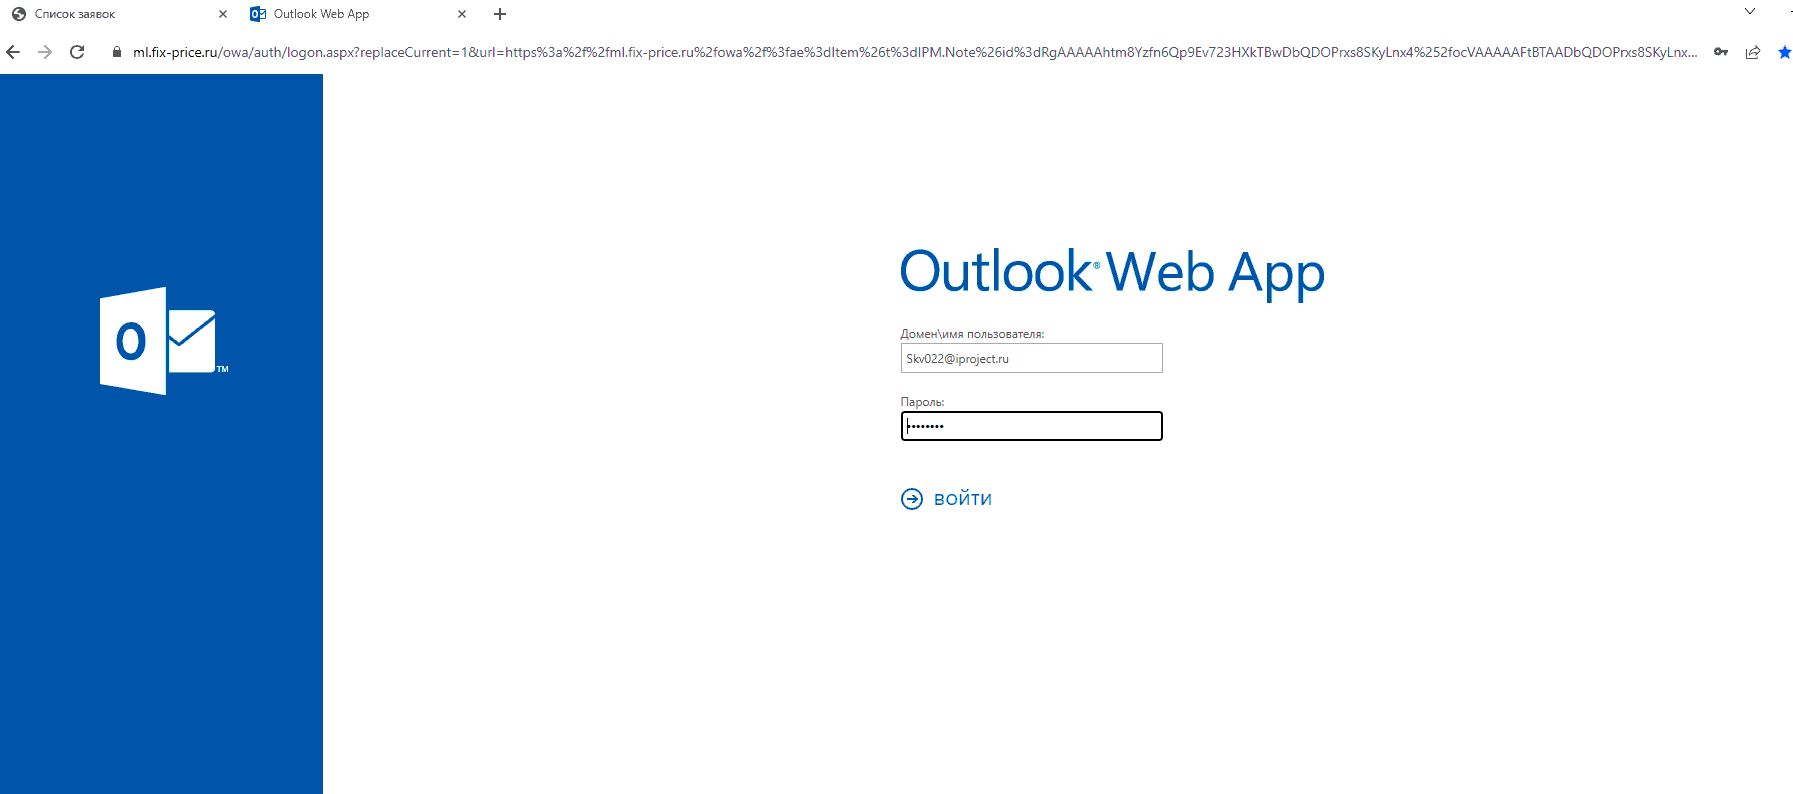 Список заявок
Outlook Web App
ml.fix-price.ru/owa/auth/logon.aspx?replaceCurrent=1&url=https%3a%2f%2fml.fix-price.ru%2fowa%2f%3fae%3dItem%26t%3dIPM.Note%26id%3dRgAAAAAhtm8Yzfn6Qp9Ev723HXkTBwDbQDOPrxs8SKyLnx4%252focVAAAAAFtBTAADbQDOPrxs8SKyLnx...
Outlook® Web App
Домен\имя пользователя:
Skv022@iproject.ru
Пароль:
••••••••
ВОЙТИ
O
TM